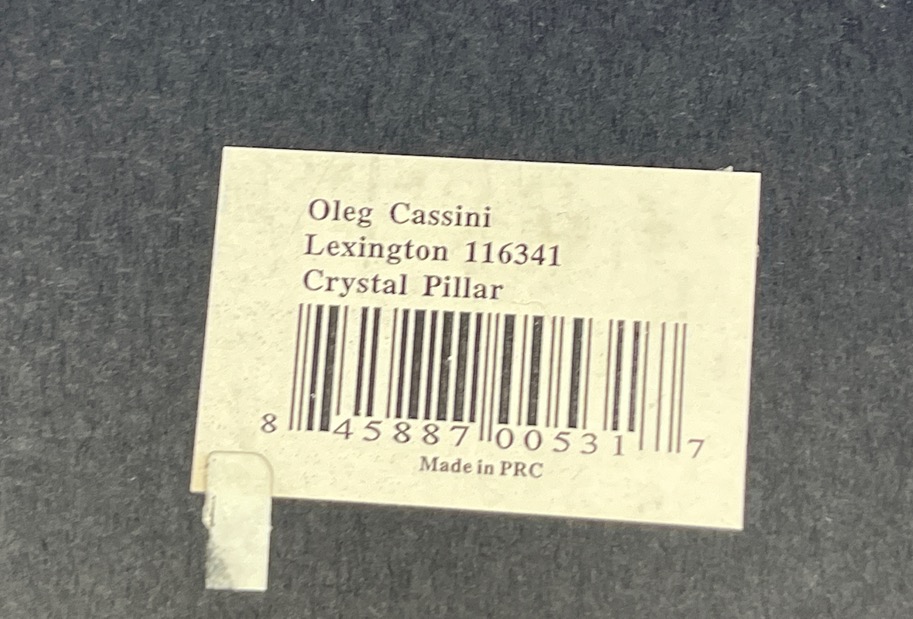 Oleg Cassini
Lexington 116341
Crystal Pillar
8 45887 00531 7
Made in PRC